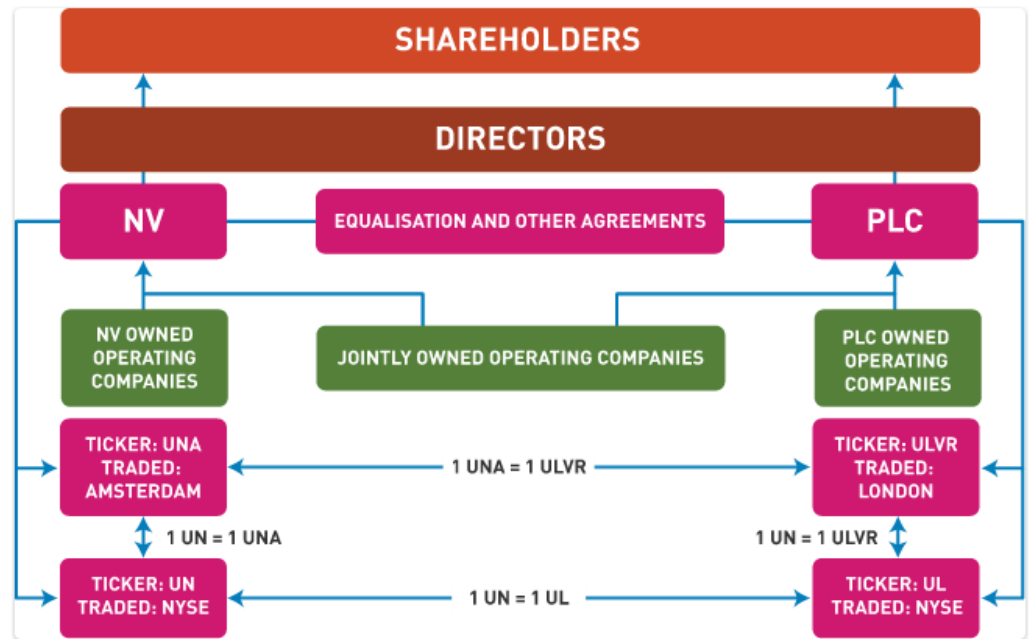 SHAREHOLDERS
DIRECTORS
NV
EQUALISATION AND OTHER AGREEMENTS
PLC
NV OWNED
OPERATING
COMPANIES
JOINTLY OWNED OPERATING COMPANIES
PLC OWNED
OPERATING
COMPANIES
TICKER: UNA
TRADED:
AMSTERDAM
1 UNA = 1 ULVR
TICKER: ULVR
TRADED:
LONDON
1 UN = 1 UNA
1 UN = 1 ULVR
TICKER: UN
TRADED: NYSE
1 UN = 1 UL
TICKER: UL
TRADED: NYSE